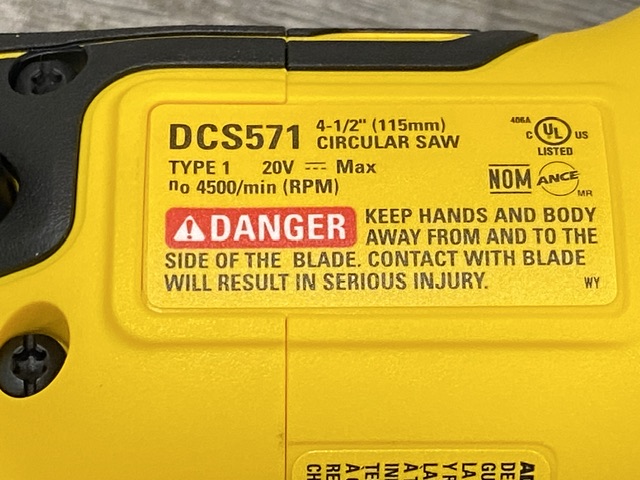 DCS571 4-1/2" (115mm)
CIRCULAR SAW
TYPE 1 20V ⎓ Max
no 4500/min (RPM)
406A
C UL US
LISTED
NOM ANCE
MR
DANGER KEEP HANDS AND BODY
AWAY FROM AND TO THE
SIDE OF THE BLADE. CONTACT WITH BLADE
WILL RESULT IN SERIOUS INJURY.
WY